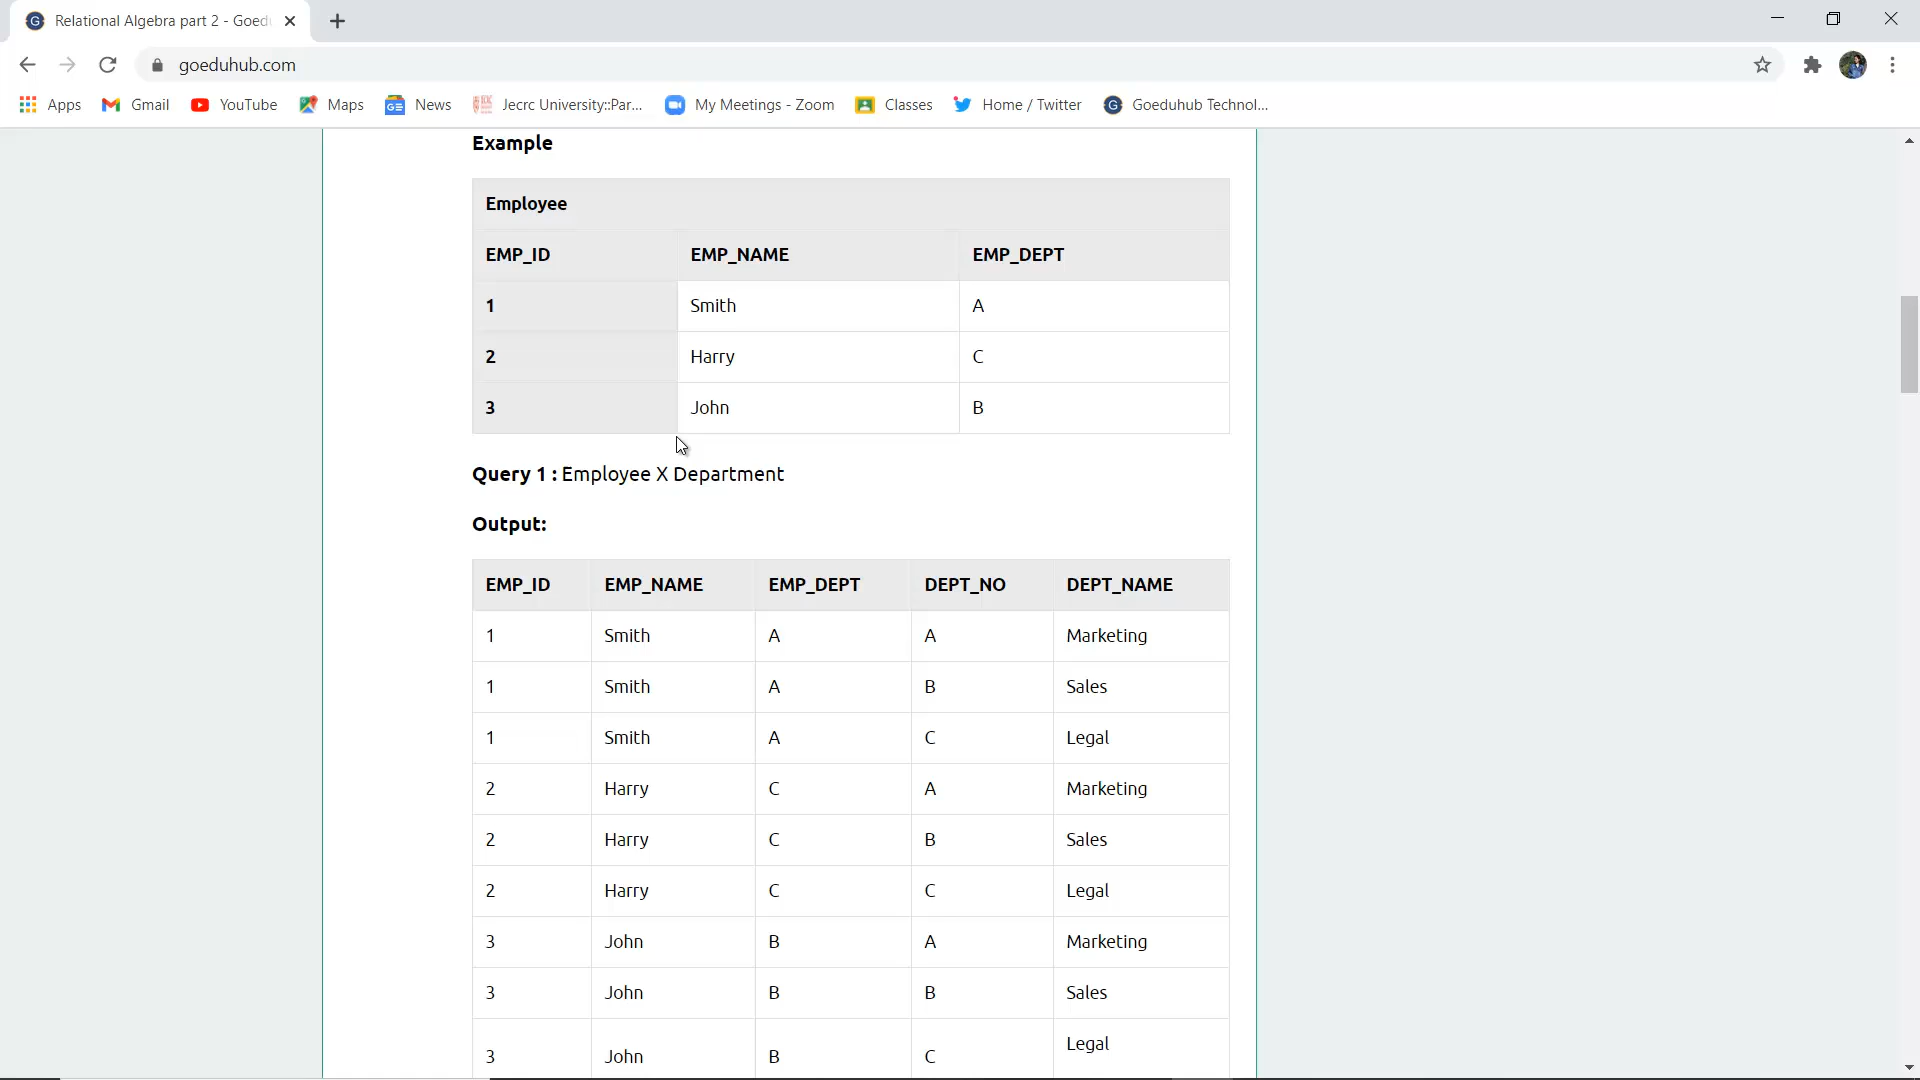 Relational Algebra part 2 - Goed
goeduhub.com
Apps Gmail YouTube Maps News Jecrc University::Par... My Meetings - Zoom Classes Home / Twitter Goeduhub Technol...
Example
Employee
EMP_ID EMP_NAME EMP_DEPT
1 Smith A
2 Harry C
3 John B
Query 1 : Employee X Department
Output:
EMP_ID EMP_NAME EMP_DEPT DEPT_NO DEPT_NAME
1 Smith A A Marketing
1 Smith A B Sales
1 Smith A C Legal
2 Harry C A Marketing
2 Harry C B Sales
2 Harry C C Legal
3 John B A Marketing
3 John B B Sales
3 John B C Legal